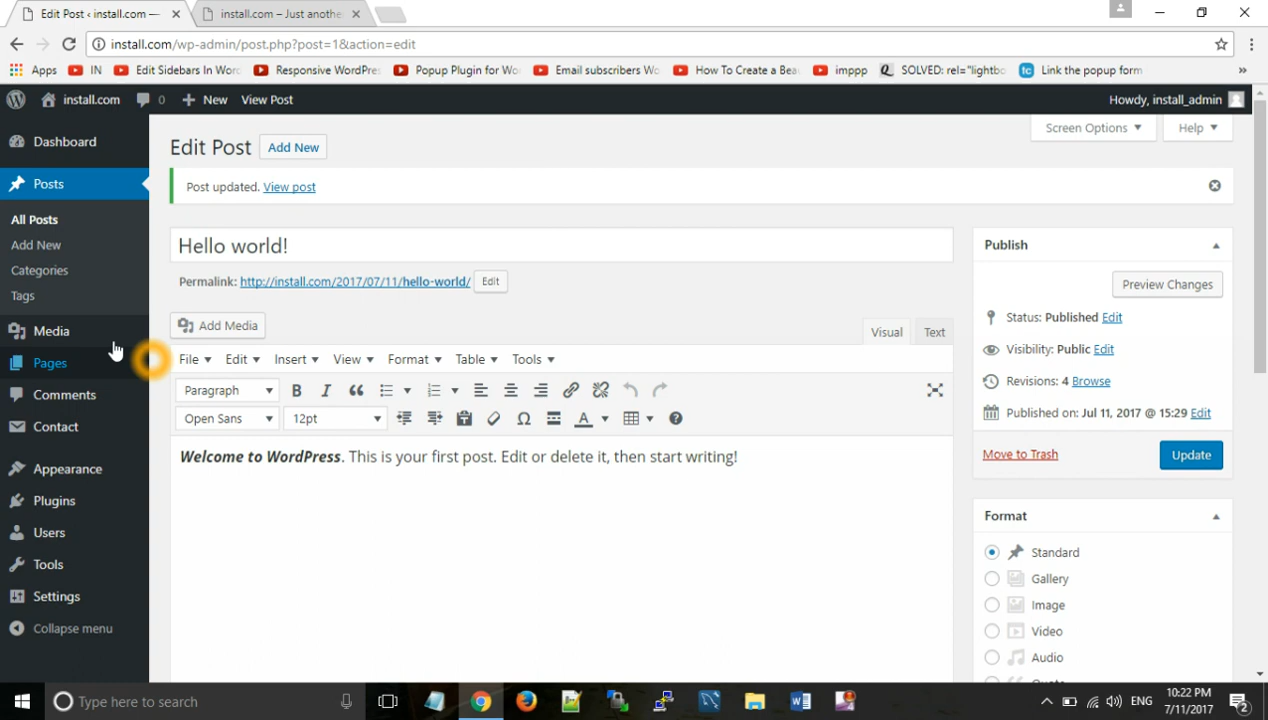 Edit Post ‹ install.com —
install.com – Just anothe
install.com/wp-admin/post.php?post=1&action=edit
Apps IN Edit Sidebars In Wor Responsive WordPre Popup Plugin for Wo Email subscribers Wo How To Create a Bea imppp SOLVED: rel="lightbo Link the popup form »
install.com 0 New View Post Howdy, install_admin
Dashboard
Posts
All Posts
Add New
Categories
Tags
Media
Pages
Comments
Contact
Appearance
Plugins
Users
Tools
Settings
Collapse menu
Screen Options Help
Edit Post Add New
Post updated. View post
Hello world!
Permalink: http://install.com/2017/07/11/hello-world/ Edit
Add Media
Visual Text
File Edit Insert View Format Table Tools
Paragraph B I
Open Sans 12pt Ω A ?
Welcome to WordPress. This is your first post. Edit or delete it, then start writing!
Publish
Preview Changes
Status: Published Edit
Visibility: Public Edit
Revisions: 4 Browse
Published on: Jul 11, 2017 @ 15:29 Edit
Move to Trash Update
Format
Standard
Gallery
Image
Video
Audio
Type here to search
ENG
10:22 PM
7/11/2017
2